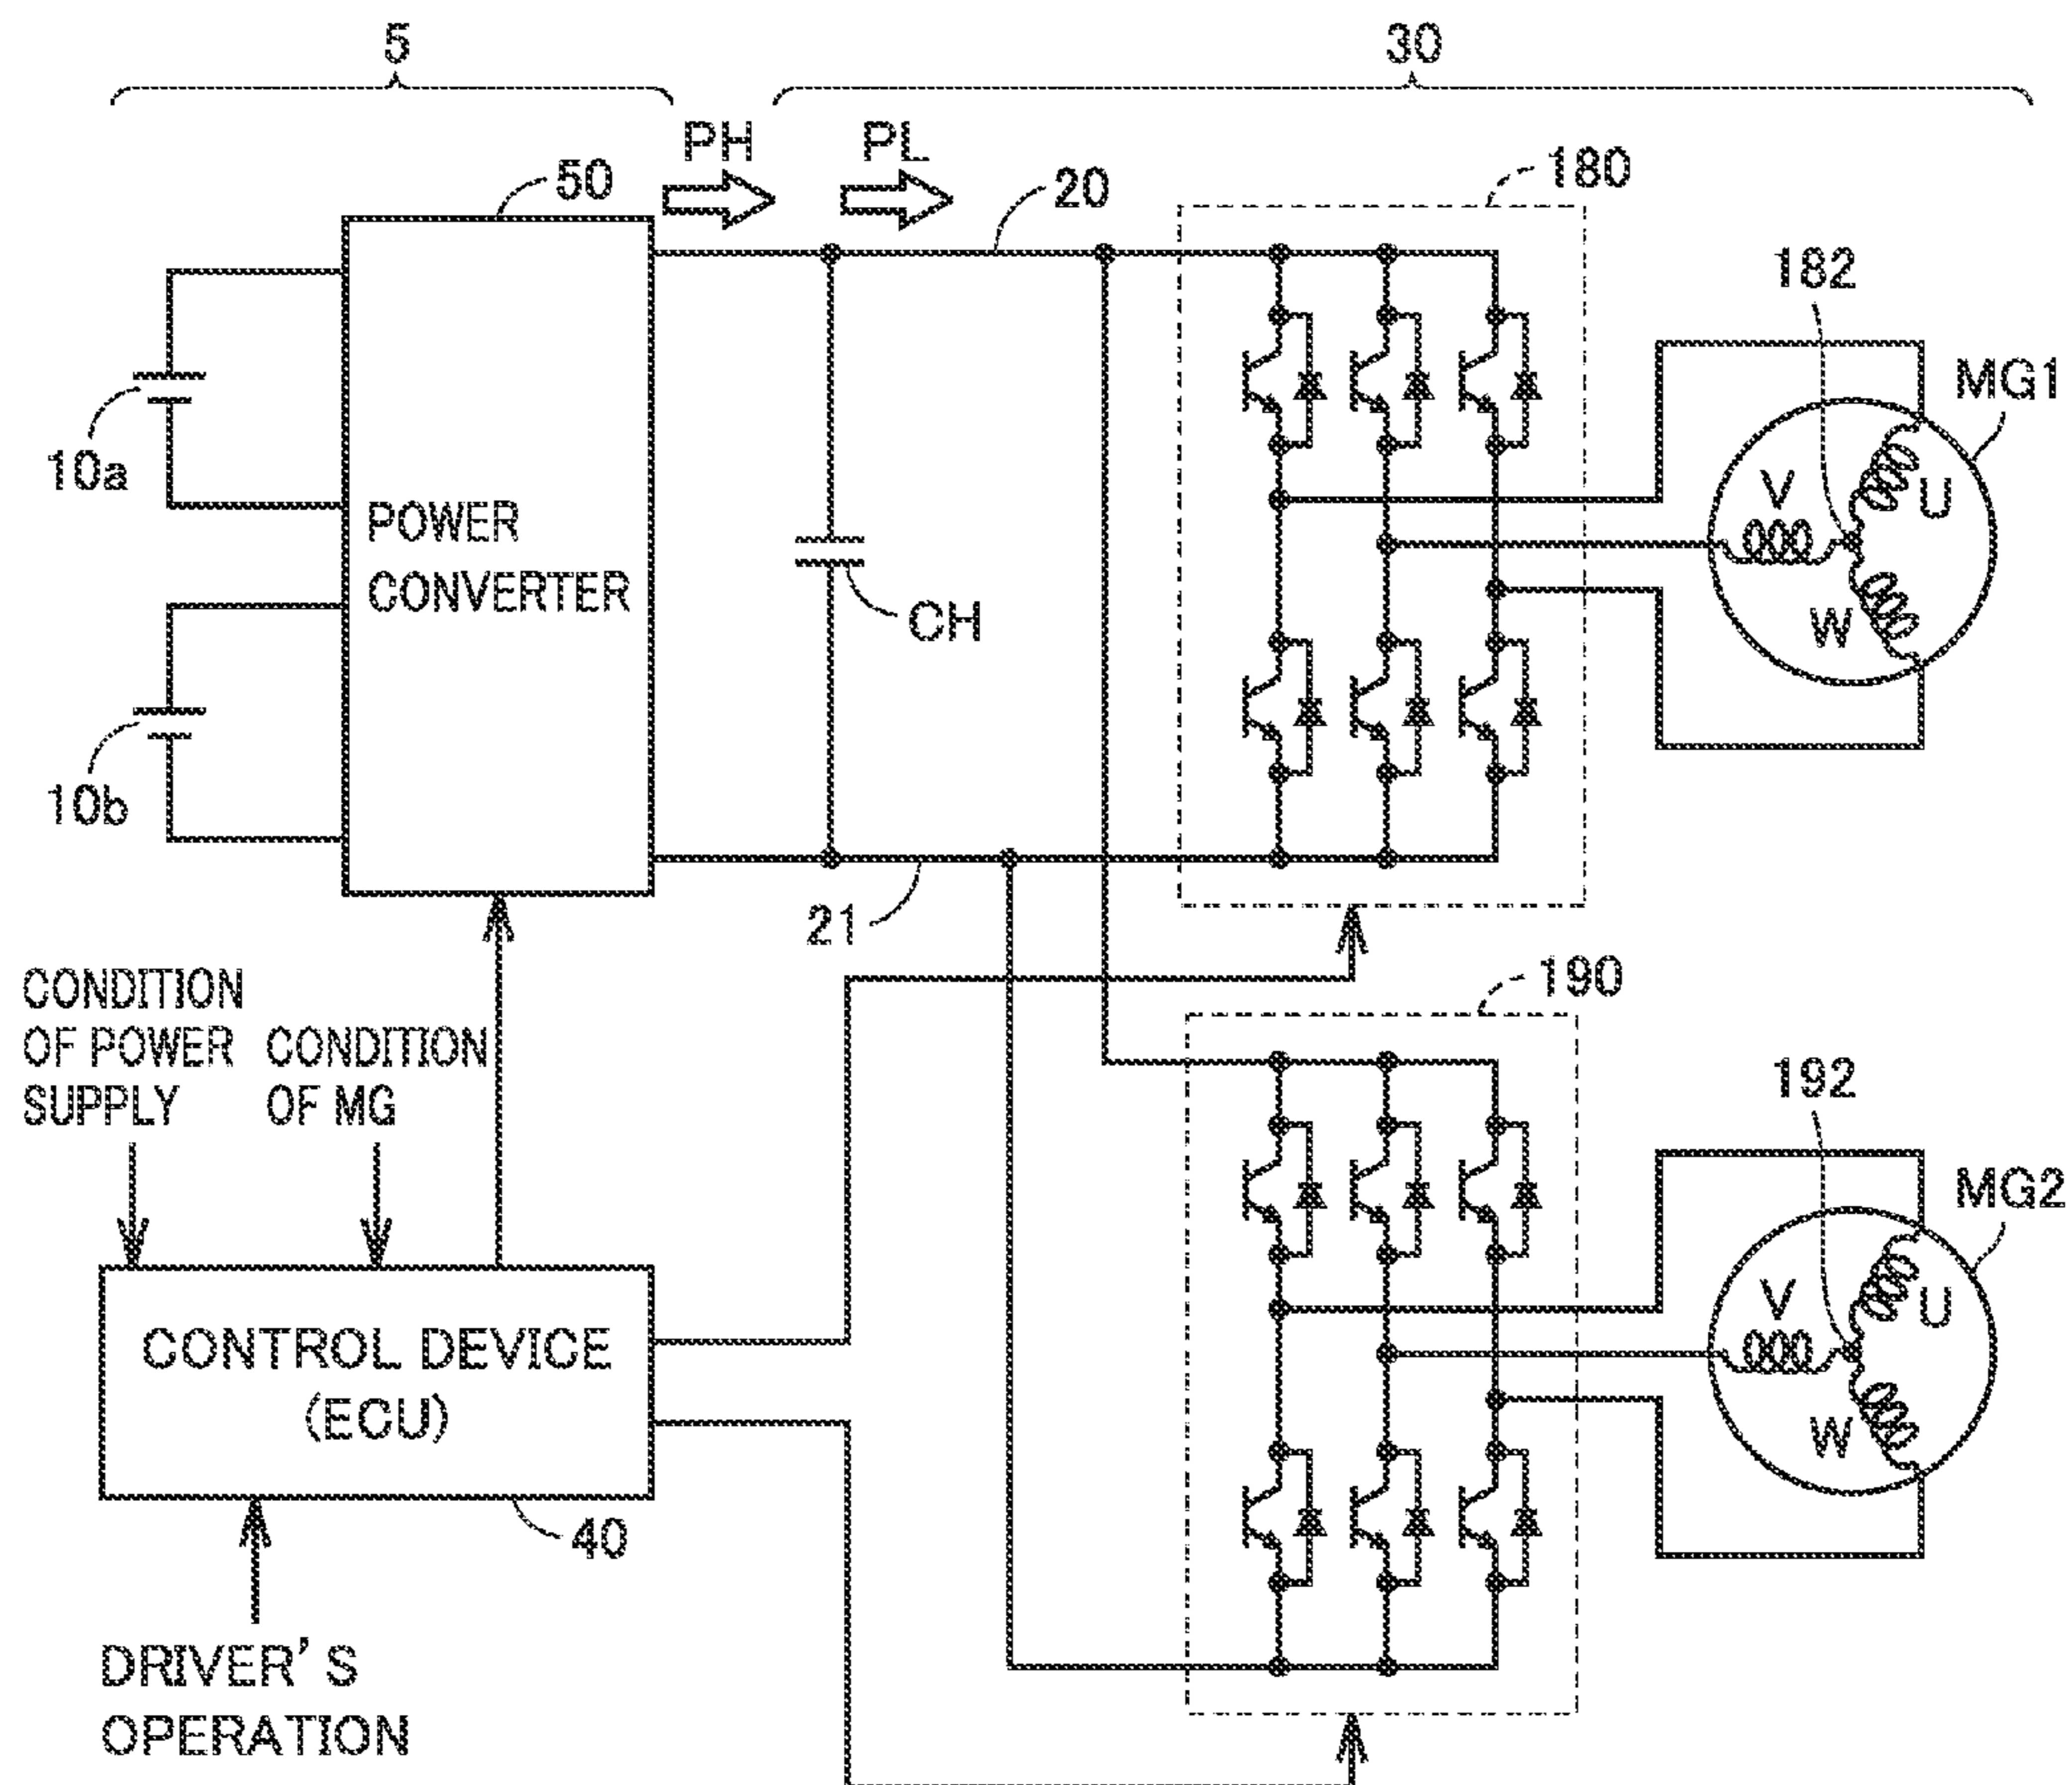 5
30
PH
PL
50
20
180
182
MG1
10a
POWER
CONVERTER
V
U
W
CH
10b
21
CONDITION
OF POWER
SUPPLY
CONDITION
OF MG
190
192
MG2
V
U
W
CONTROL DEVICE
(ECU)
40
DRIVER'S
OPERATION